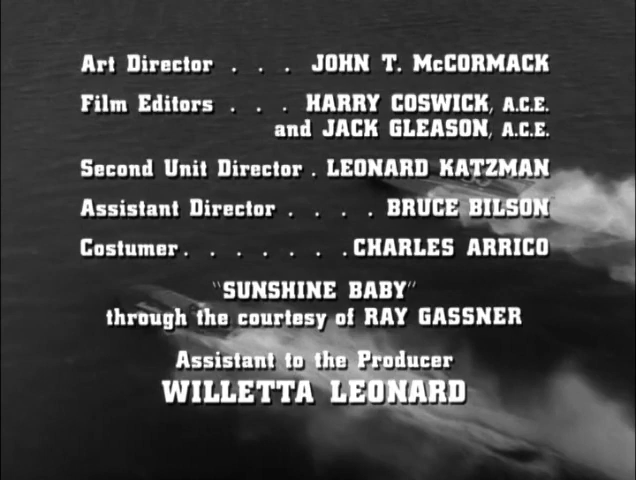 Art Director . . . JOHN T. McCORMACK
Film Editors . . . HARRY COSWICK, A.C.E.
and JACK GLEASON, A.C.E.
Second Unit Director . LEONARD KATZMAN
Assistant Director . . . . BRUCE BILSON
Costumer . . . . . . . CHARLES ARRICO
"SUNSHINE BABY"
through the courtesy of RAY GASSNER
Assistant to the Producer
WILLETTA LEONARD